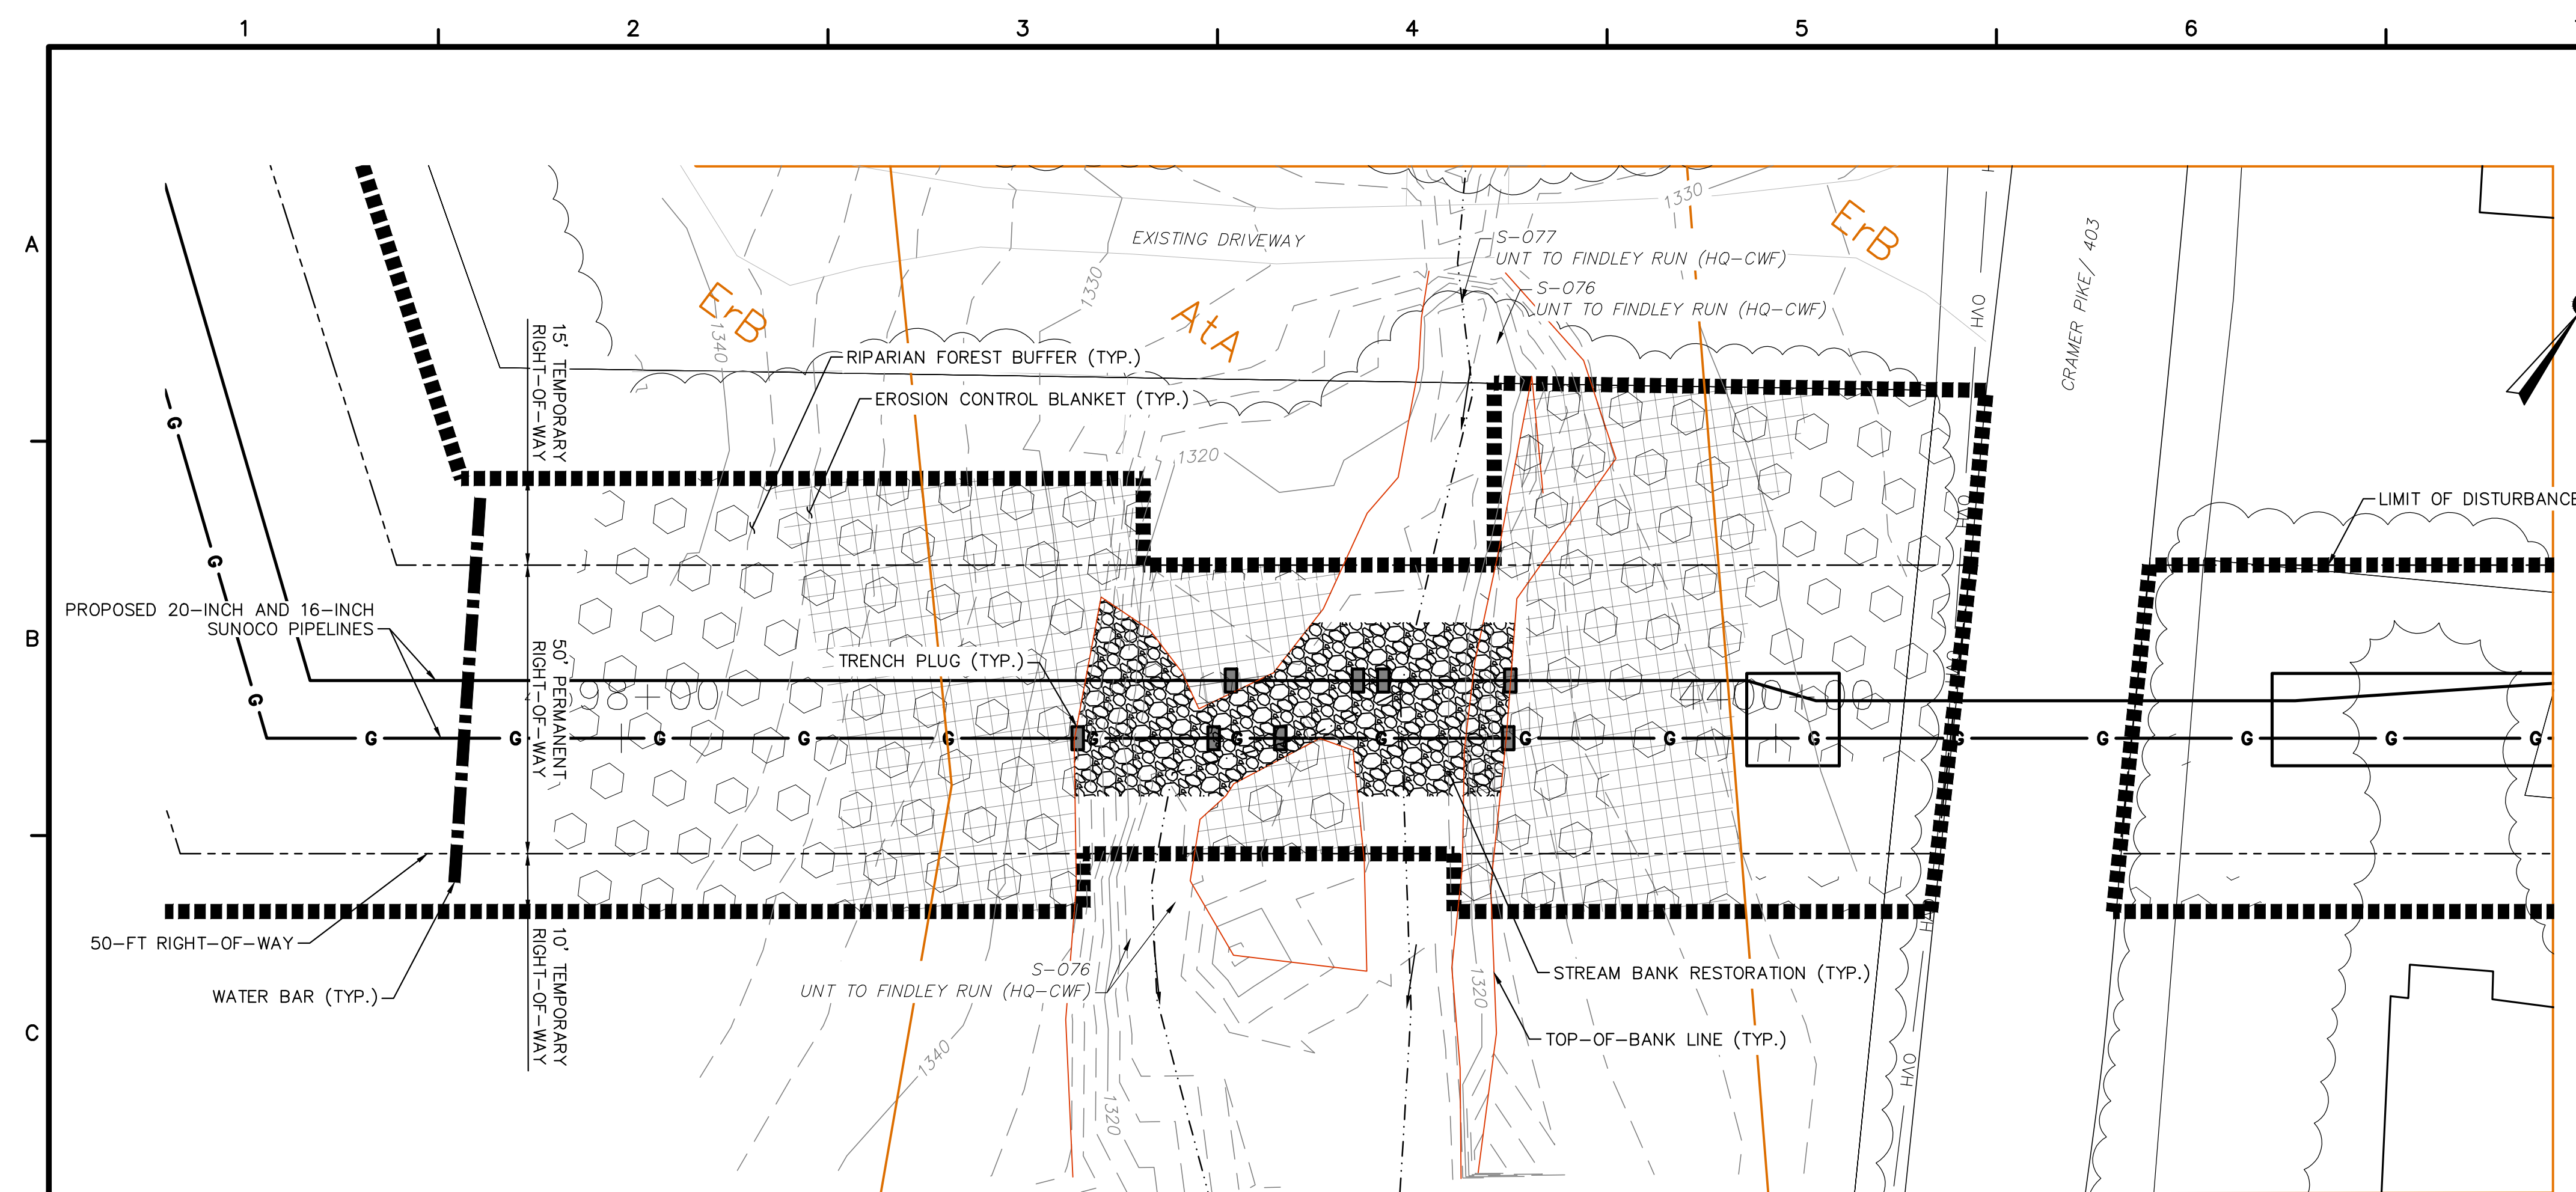 1 2 3 4 5 6
A
B
C
EXISTING DRIVEWAY
1330
1330
1340
ErB
ErB
AtA
S-077
UNT TO FINDLEY RUN (HQ-CWF)
S-076
UNT TO FINDLEY RUN (HQ-CWF)
CRAMER PIKE/ 403
OVH
15' TEMPORARY
RIGHT-OF-WAY
RIPARIAN FOREST BUFFER (TYP.)
EROSION CONTROL BLANKET (TYP.)
1320
LIMIT OF DISTURBANCE
OVH
PROPOSED 20-INCH AND 16-INCH
SUNOCO PIPELINES
50' PERMANENT
RIGHT-OF-WAY
TRENCH PLUG (TYP.)
98+00
4400+00
G G G G G G G G G G G G G G G G G G G G
50-FT RIGHT-OF-WAY
WATER BAR (TYP.)
10' TEMPORARY
RIGHT-OF-WAY
S-076
UNT TO FINDLEY RUN (HQ-CWF)
STREAM BANK RESTORATION (TYP.)
TOP-OF-BANK LINE (TYP.)
1320
1340
1320
OVH
OVH